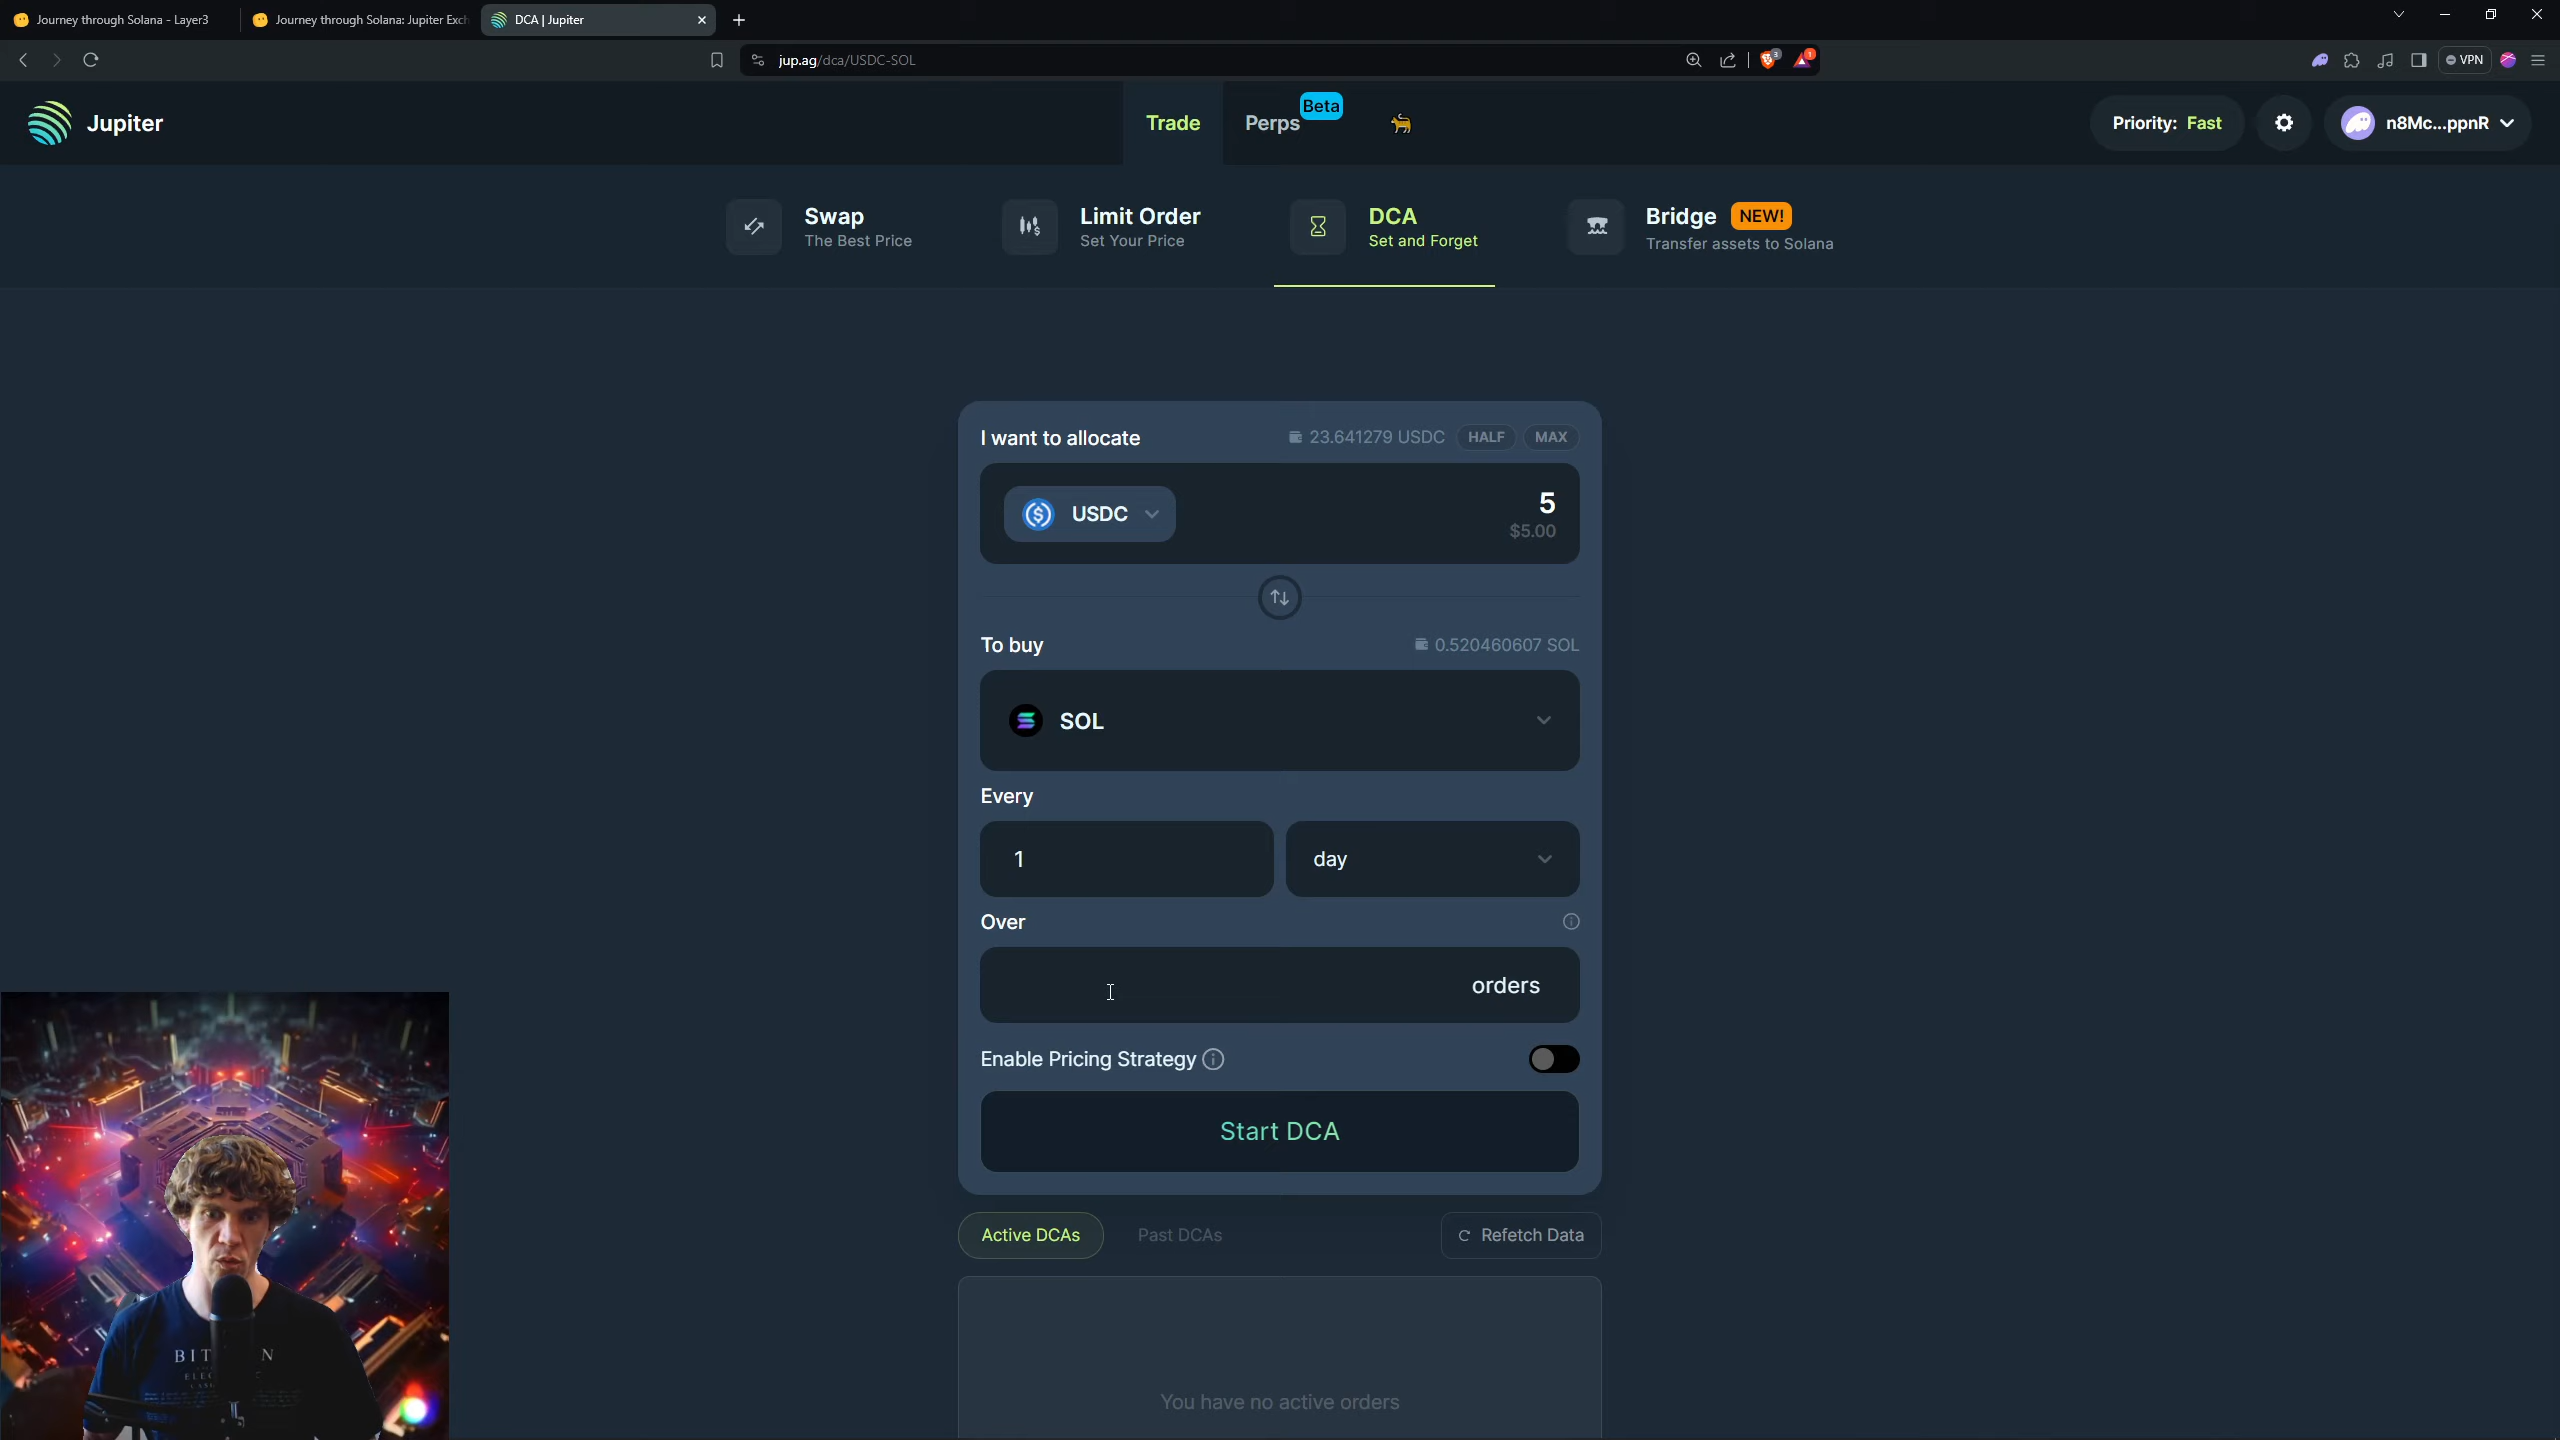 Journey through Solana - Layer3
Journey through Solana: Jupiter Exch
DCA | Jupiter
jup.ag/dca/USDC-SOL
3
1
VPN
Jupiter
Trade
Perps
Beta
Priority: Fast
n8Mc...ppnR
Swap
The Best Price
Limit Order
Set Your Price
DCA
Set and Forget
Bridge NEW!
Transfer assets to Solana
I want to allocate
23.641279 USDC HALF MAX
USDC
5
$5.00
To buy
0.520460607 SOL
SOL
Every
1
day
Over
orders
Enable Pricing Strategy
Start DCA
Active DCAs
Past DCAs
Refetch Data
You have no active orders